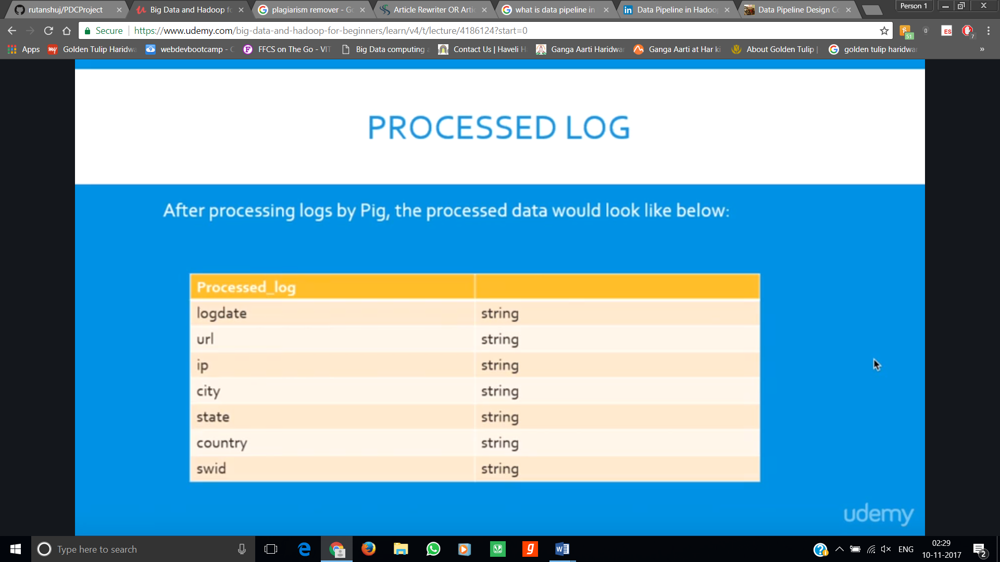 rutanshuj/PDCProject
Big Data and Hadoop fo
plagiarism remover - Go
Article Rewriter OR Artic
what is data pipeline in
Data Pipeline in Hadoop
Data Pipeline Design Co
Person 1
Secure https://www.udemy.com/big-data-and-hadoop-for-beginners/learn/v4/t/lecture/4186124?start=0
51
0
ES
7
Apps
Golden Tulip Haridwa
webdevbootcamp - C
FFCS on The Go - VIT
Big Data computing
Contact Us | Haveli H
Ganga Aarti Haridwar
Ganga Aarti at Har ki
About Golden Tulip |
golden tulip haridwar
»
PROCESSED LOG
After processing logs by Pig, the processed data would look like below:
Processed_log
logdate string
url string
ip string
city string
state string
country string
swid string
udemy
Type here to search
ENG
02:29
10-11-2017
2